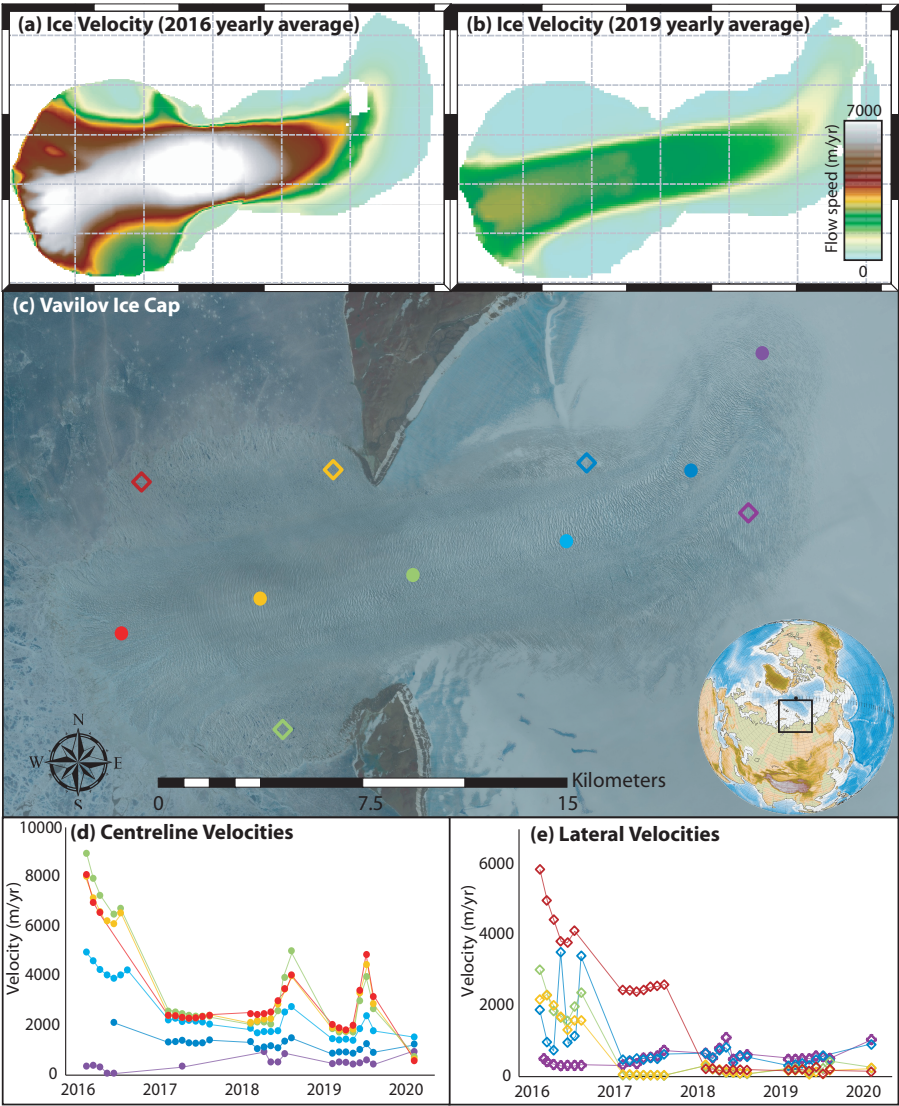 (a) Ice Velocity (2016 yearly average)
(b) Ice Velocity (2019 yearly average)
7000
Flow speed (m/yr)
0
(c) Vavilov Ice Cap
N
W E
S
Kilometers
0 7.5 15
(d) Centreline Velocities
10000
8000
6000
4000
2000
0
Velocity (m/yr)
2016 2017 2018 2019 2020
(e) Lateral Velocities
6000
4000
2000
0
Velocity (m/yr)
2016 2017 2018 2019 2020